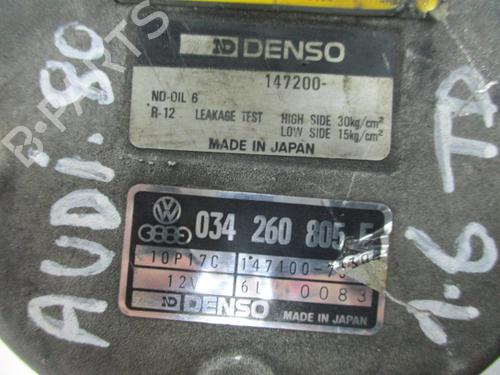 AUDI.80
ND DENSO
147200-
ND-OIL 6
R-12 LEAKAGE TEST HIGH SIDE 30kg/cm²
LOW SIDE 15kg/cm²
MADE IN JAPAN
034 260 805
10P17C 147100-
12V 6L 0083
ND DENSO MADE IN JAPAN
1.6 TD
B-PARTS